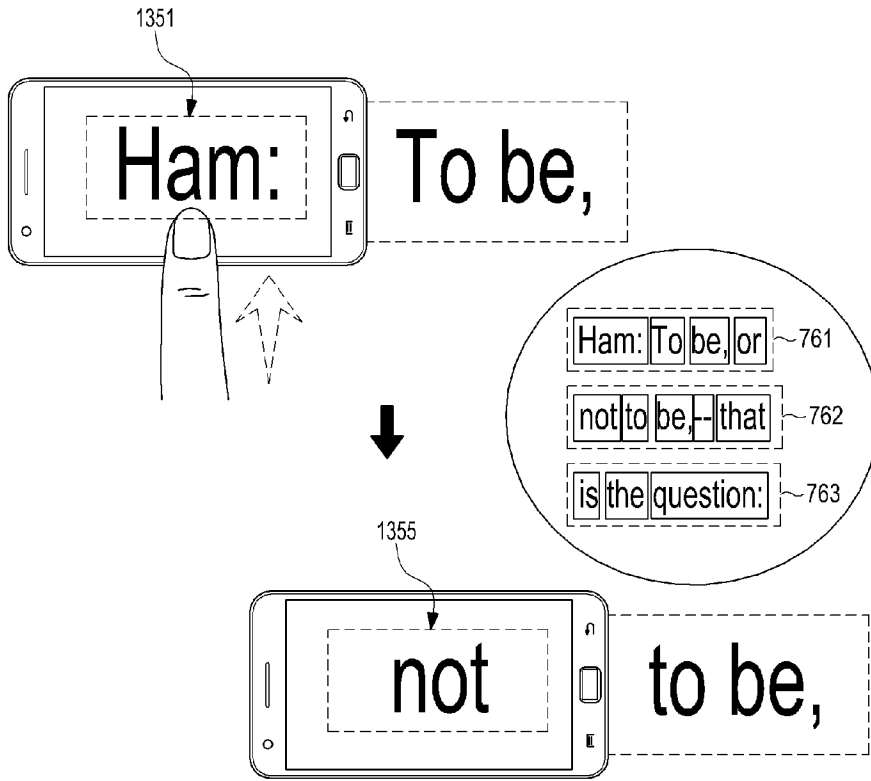 1351
Ham: To be,
Ham: To be, or 761
not to be,-- that 762
is the question: 763
1355
not to be,